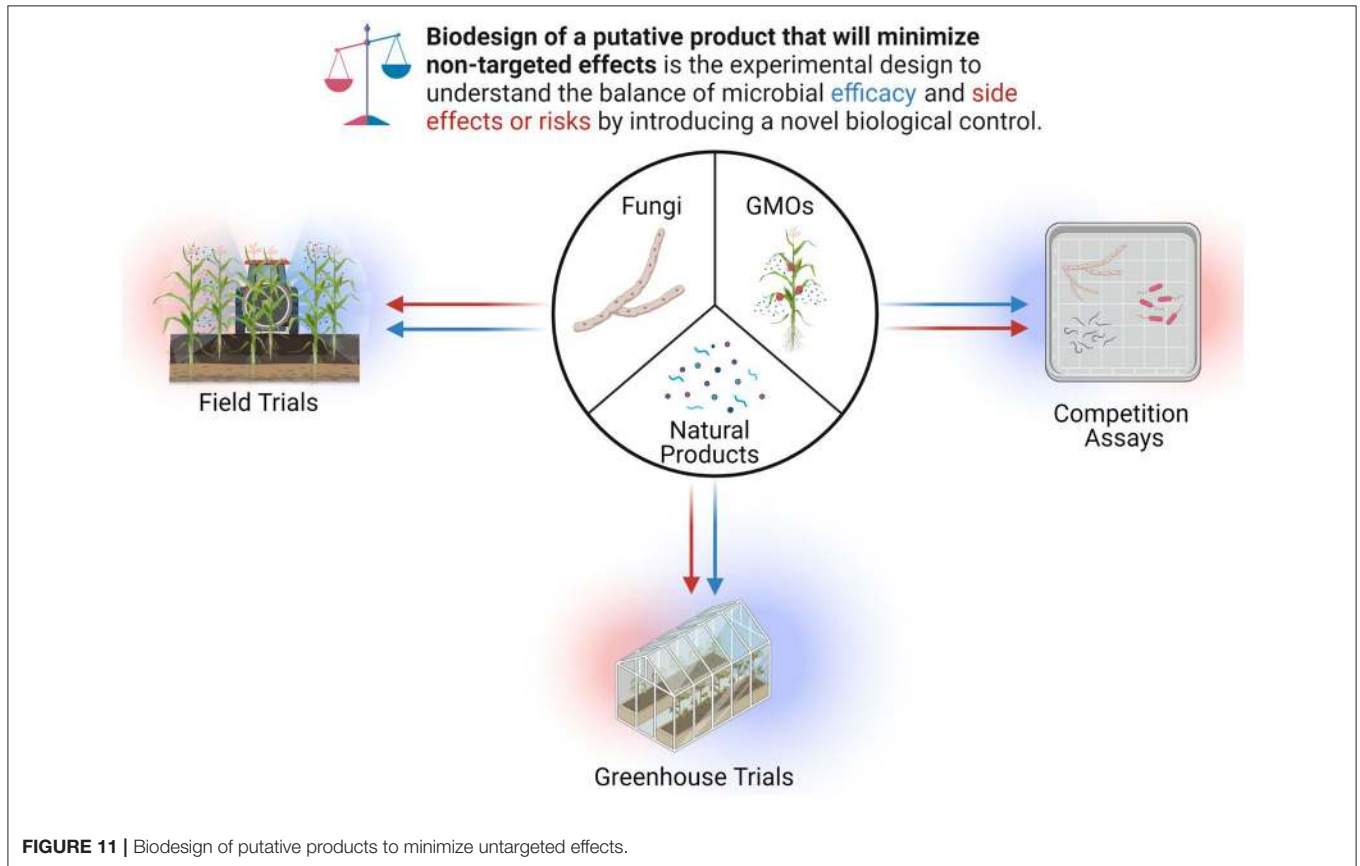 Biodesign of a putative product that will minimize
non-targeted effects is the experimental design to
understand the balance of microbial efficacy and side
effects or risks by introducing a novel biological control.
Fungi
GMOs
Natural
Products
Field Trials
Competition
Assays
Greenhouse Trials
FIGURE 11 | Biodesign of putative products to minimize untargeted effects.